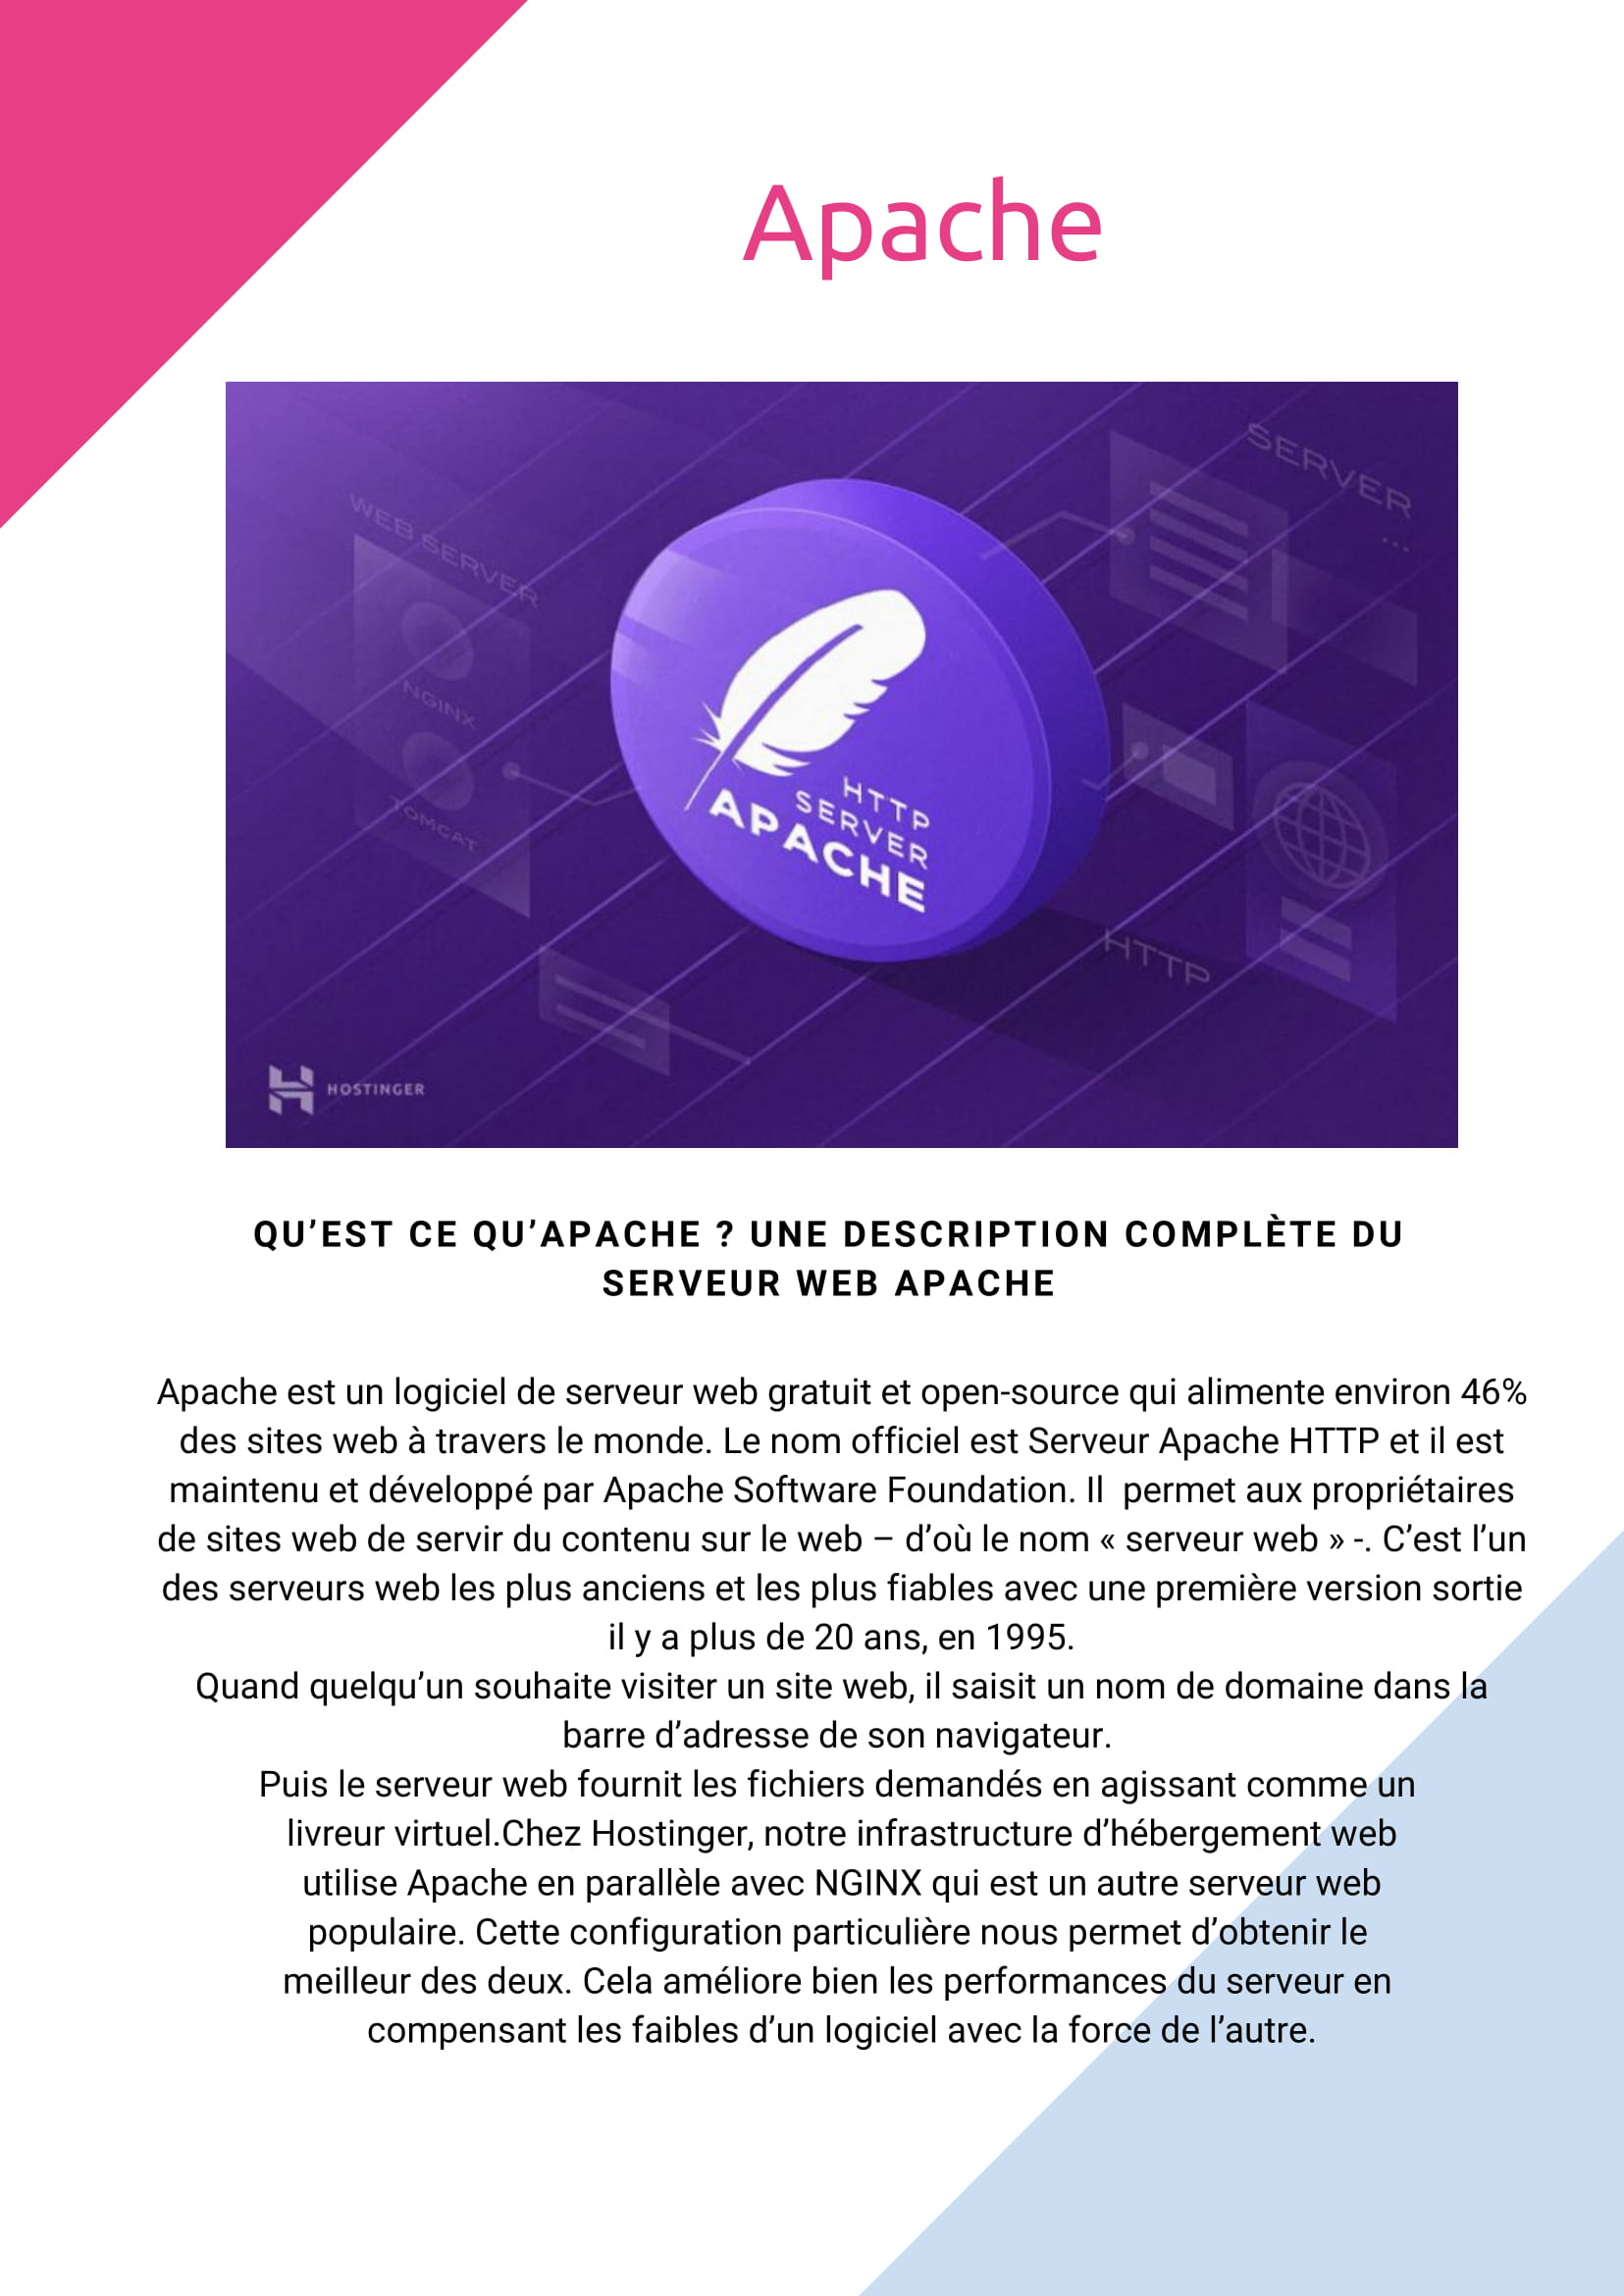 Apache
SERVER
...
WEB SERVER
NGINX
TOMCAT
HTTP
SERVER
APACHE
HTTP
HOSTINGER
QU’EST CE QU’APACHE ? UNE DESCRIPTION COMPLÈTE DU
SERVEUR WEB APACHE
Apache est un logiciel de serveur web gratuit et open-source qui alimente environ 46%
des sites web à travers le monde. Le nom officiel est Serveur Apache HTTP et il est
maintenu et développé par Apache Software Foundation. Il  permet aux propriétaires
de sites web de servir du contenu sur le web – d’où le nom « serveur web » -. C’est l’un
des serveurs web les plus anciens et les plus fiables avec une première version sortie
il y a plus de 20 ans, en 1995.
Quand quelqu’un souhaite visiter un site web, il saisit un nom de domaine dans la
barre d’adresse de son navigateur.
Puis le serveur web fournit les fichiers demandés en agissant comme un
livreur virtuel.Chez Hostinger, notre infrastructure d’hébergement web
utilise Apache en parallèle avec NGINX qui est un autre serveur web
populaire. Cette configuration particulière nous permet d’obtenir le
meilleur des deux. Cela améliore bien les performances du serveur en
compensant les faibles d’un logiciel avec la force de l’autre.